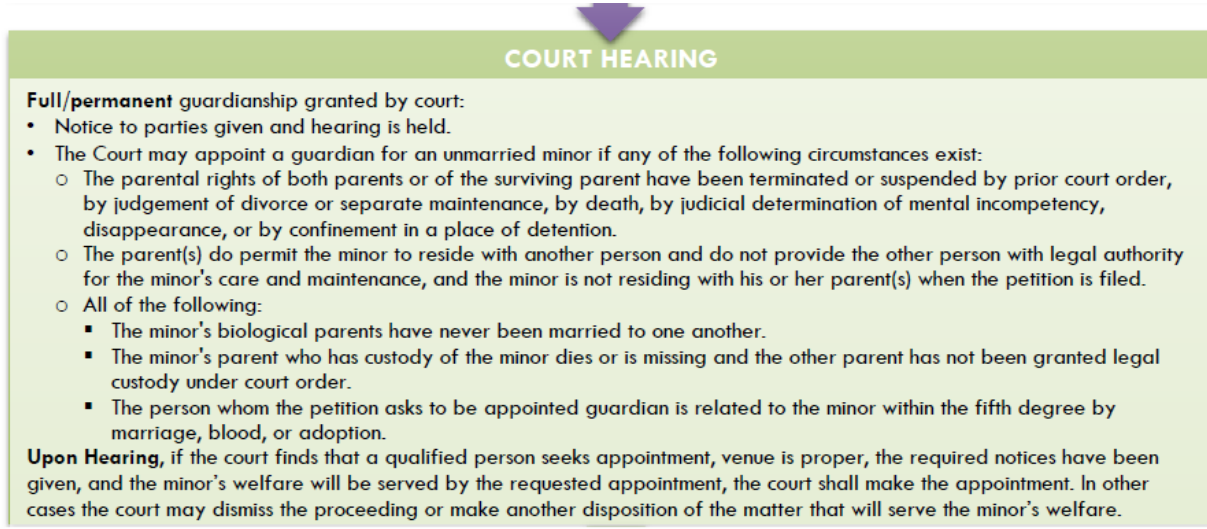 COURT HEARING
Full/permanent guardianship granted by court:
• Notice to parties given and hearing is held.
• The Court may appoint a guardian for an unmarried minor if any of the following circumstances exist:
o The parental rights of both parents or of the surviving parent have been terminated or suspended by prior court order,
by judgement of divorce or separate maintenance, by death, by judicial determination of mental incompetency,
disappearance, or by confinement in a place of detention.
o The parent(s) do permit the minor to reside with another person and do not provide the other person with legal authority
for the minor's care and maintenance, and the minor is not residing with his or her parent(s) when the petition is filed.
o All of the following:
▪ The minor's biological parents have never been married to one another.
▪ The minor's parent who has custody of the minor dies or is missing and the other parent has not been granted legal
custody under court order.
▪ The person whom the petition asks to be appointed guardian is related to the minor within the fifth degree by
marriage, blood, or adoption.
Upon Hearing, if the court finds that a qualified person seeks appointment, venue is proper, the required notices have been
given, and the minor's welfare will be served by the requested appointment, the court shall make the appointment. In other
cases the court may dismiss the proceeding or make another disposition of the matter that will serve the minor's welfare.